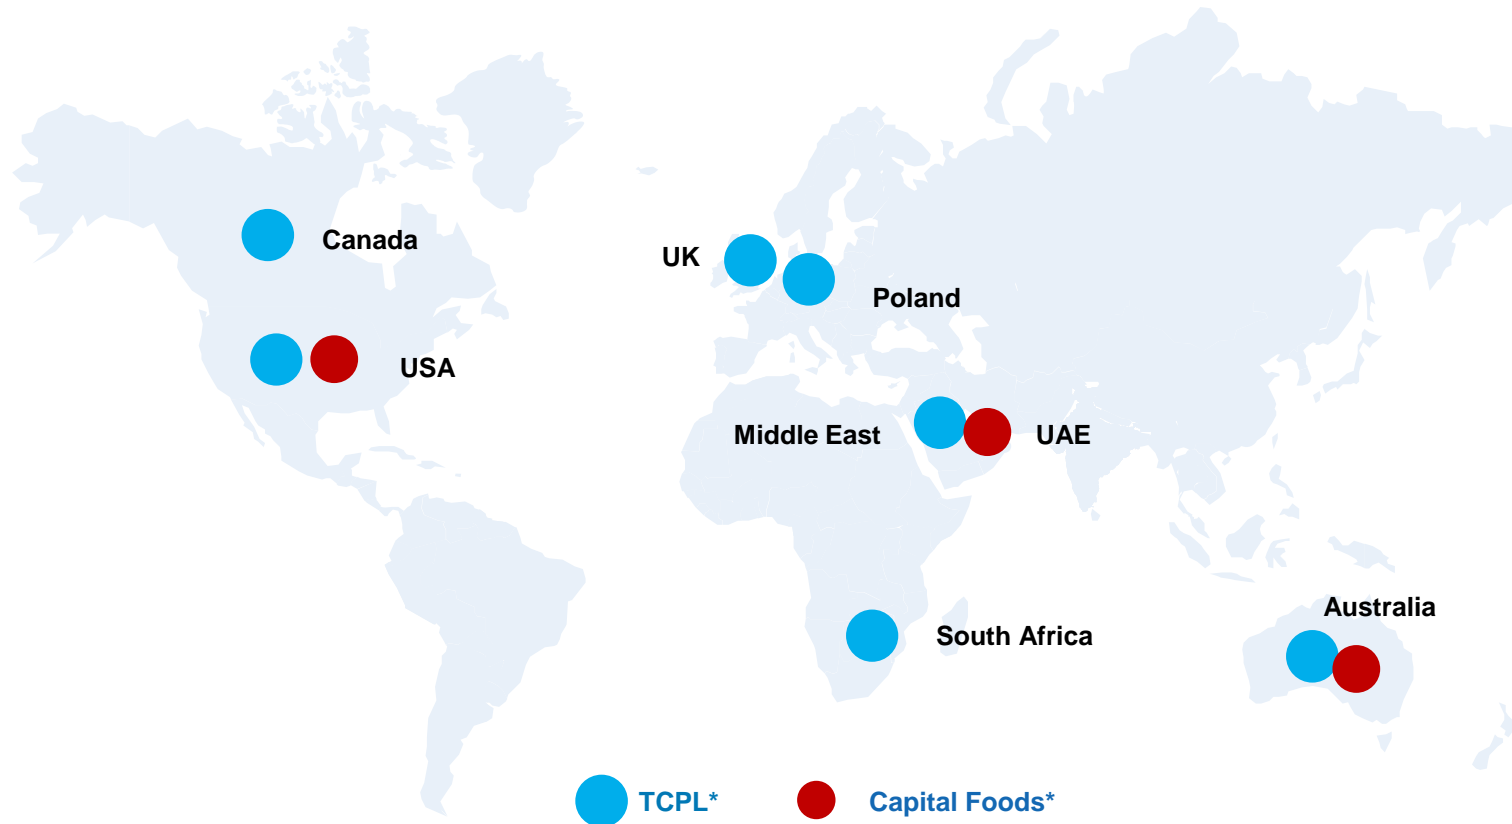 Canada
UK
Poland
USA
Middle East
UAE
Australia
South Africa
TCPL*
Capital Foods*